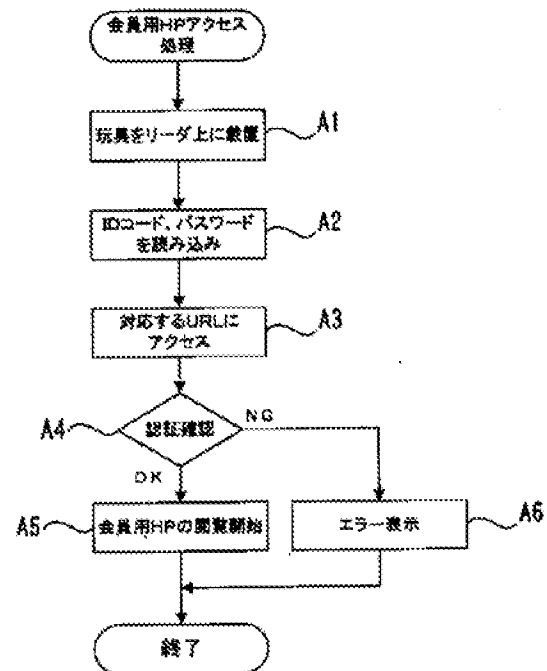 会員用HPアクセス
処理
玩具をリーダ上に載置
A1
IDコード、パスワード
を読み込み
A2
対応するURLに
アクセス
A3
認証確認
A4
NG
OK
会員用HPの閲覧開始
A5
エラー表示
A6
終了